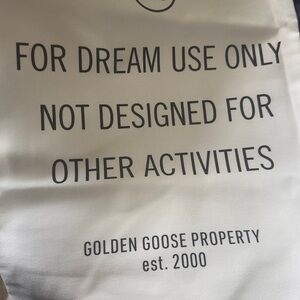 FOR DREAM USE ONLY
NOT DESIGNED FOR
OTHER ACTIVITIES
GOLDEN GOOSE PROPERTY
est. 2000